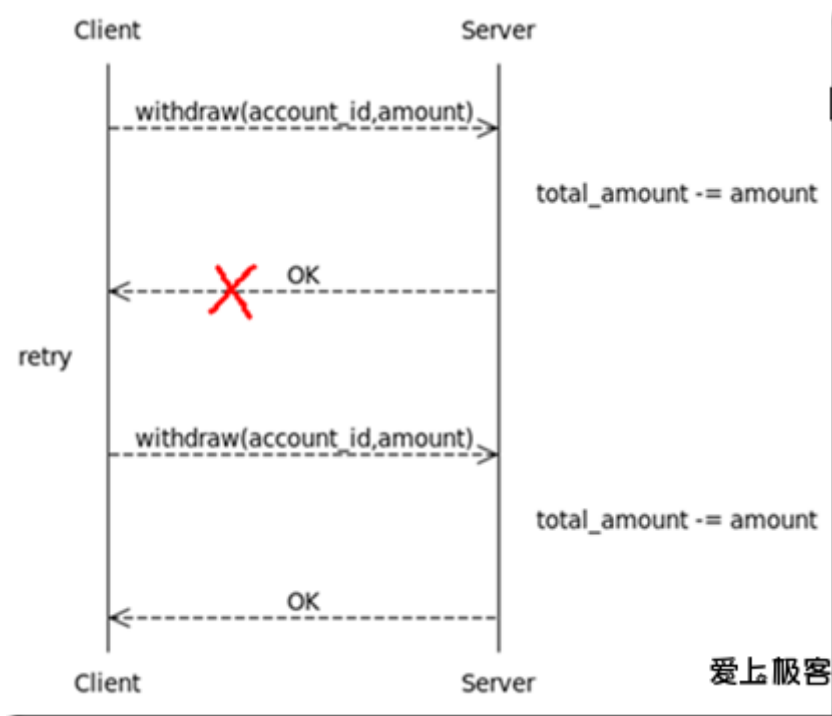 Client Server
withdraw(account_id,amount)
total_amount -= amount
OK
retry
withdraw(account_id,amount)
total_amount -= amount
OK
Client Server
爱上极客